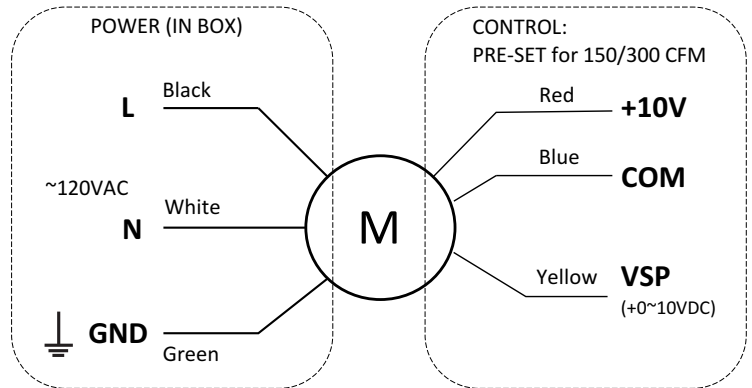 POWER (IN BOX)
CONTROL:
PRE-SET for 150/300 CFM
L
Black
Red
+10V
Blue
COM
~120VAC
N
White
M
Yellow
VSP
(+0~10VDC)
GND
Green